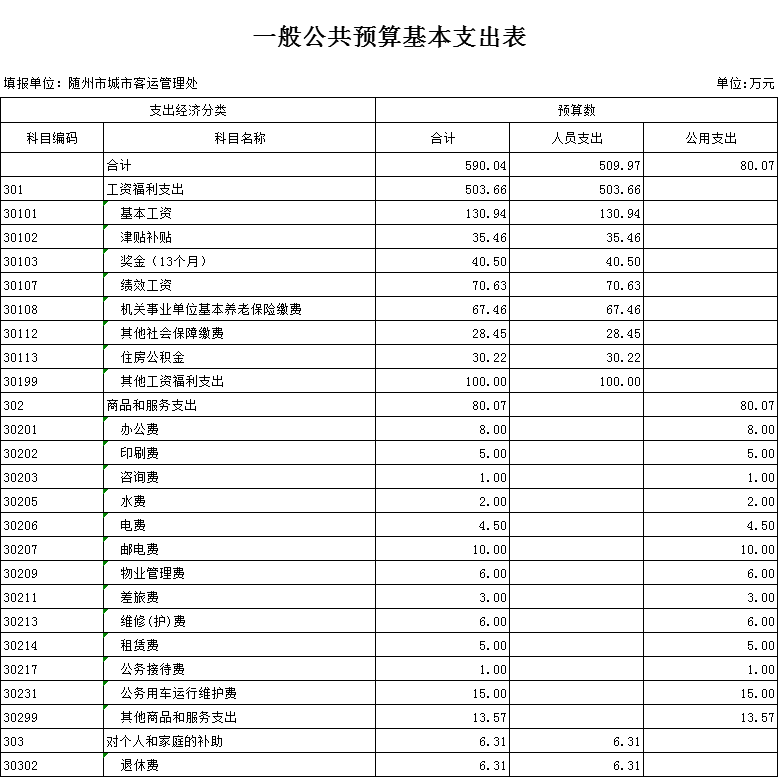 一般公共预算基本支出表
填报单位：随州市城市客运管理处 单位:万元
支出经济分类 预算数
科目编码 科目名称 合计 人员支出 公用支出
合计 590.04 509.97 80.07
301 工资福利支出 503.66 503.66
30101 基本工资 130.94 130.94
30102 津贴补贴 35.46 35.46
30103 奖金（13个月） 40.50 40.50
30107 绩效工资 70.63 70.63
30108 机关事业单位基本养老保险缴费 67.46 67.46
30112 其他社会保障缴费 28.45 28.45
30113 住房公积金 30.22 30.22
30199 其他工资福利支出 100.00 100.00
302 商品和服务支出 80.07 80.07
30201 办公费 8.00 8.00
30202 印刷费 5.00 5.00
30203 咨询费 1.00 1.00
30205 水费 2.00 2.00
30206 电费 4.50 4.50
30207 邮电费 10.00 10.00
30209 物业管理费 6.00 6.00
30211 差旅费 3.00 3.00
30213 维修(护)费 6.00 6.00
30214 租赁费 5.00 5.00
30217 公务接待费 1.00 1.00
30231 公务用车运行维护费 15.00 15.00
30299 其他商品和服务支出 13.57 13.57
303 对个人和家庭的补助 6.31 6.31
30302 退休费 6.31 6.31